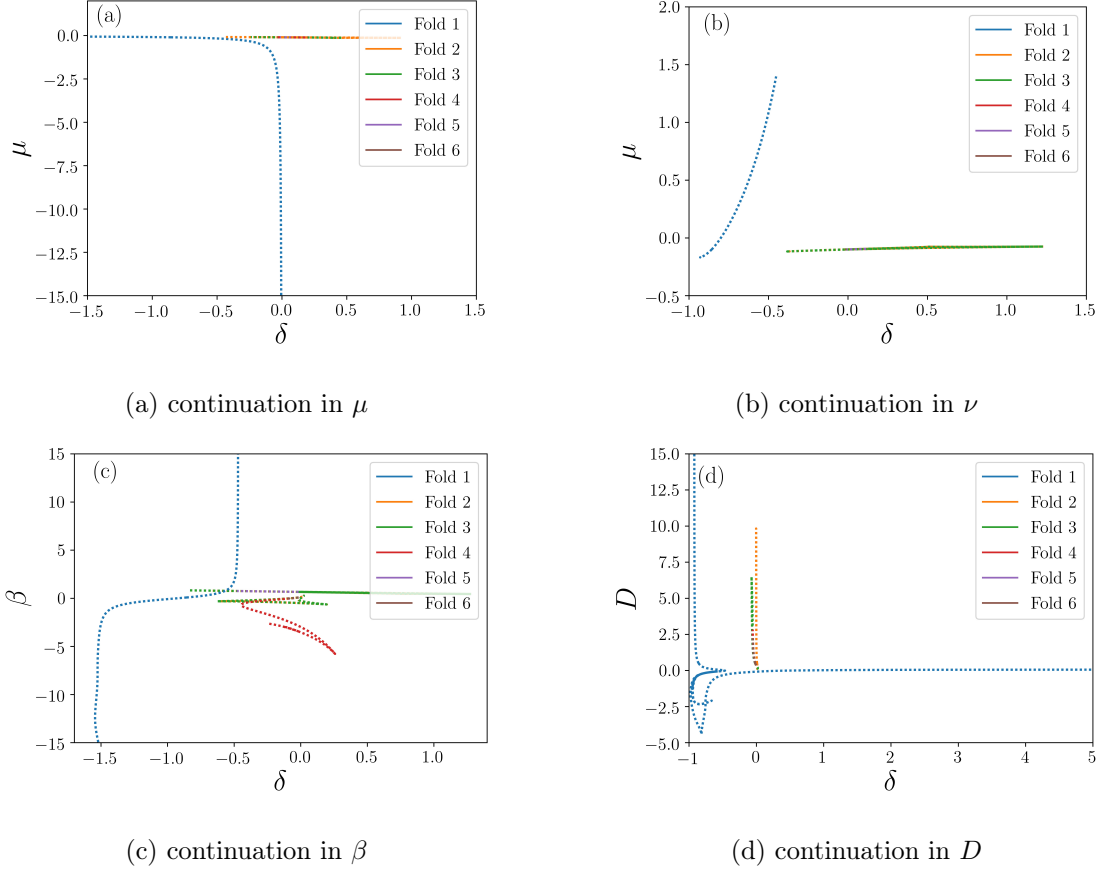 (a)
0.0
−2.5
−5.0
−7.5
−10.0
−12.5
−15.0
μ
−1.5 −1.0 −0.5 0.0 0.5 1.0 1.5
δ
Fold 1
Fold 2
Fold 3
Fold 4
Fold 5
Fold 6
(b)
2.0
1.5
1.0
0.5
0.0
−0.5
μ
−1.0 −0.5 0.0 0.5 1.0 1.5
δ
Fold 1
Fold 2
Fold 3
Fold 4
Fold 5
Fold 6
(a) continuation in μ
(b) continuation in ν
(c)
15
10
5
0
−5
−10
−15
β
−1.5 −1.0 −0.5 0.0 0.5 1.0
δ
Fold 1
Fold 2
Fold 3
Fold 4
Fold 5
Fold 6
(d)
15.0
12.5
10.0
7.5
5.0
2.5
0.0
−2.5
−5.0
D
−1 0 1 2 3 4 5
δ
Fold 1
Fold 2
Fold 3
Fold 4
Fold 5
Fold 6
(c) continuation in β
(d) continuation in D